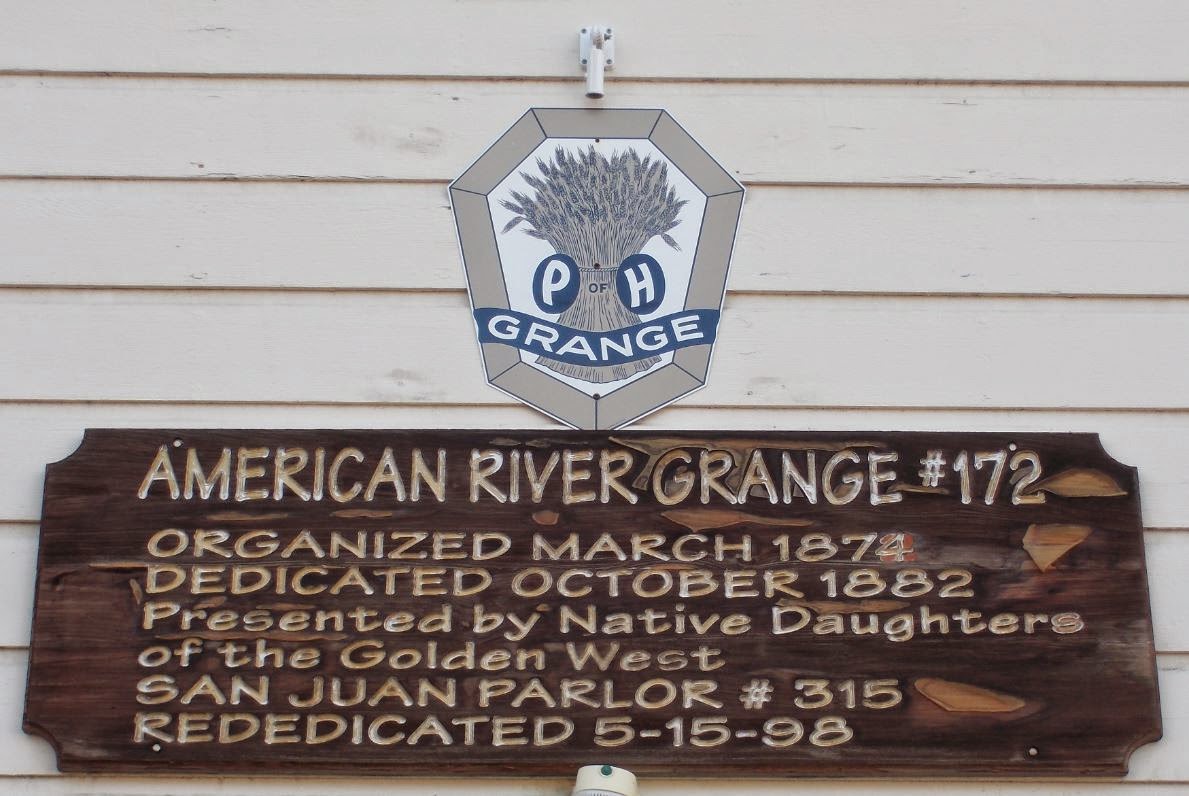 P OF H
GRANGE
AMERICAN RIVER GRANGE #172
ORGANIZED MARCH 1874
DEDICATED OCTOBER 1882
Presented by Native Daughters
of the Golden West
SAN JUAN PARLOR # 315
REDEDICATED 5-15-98